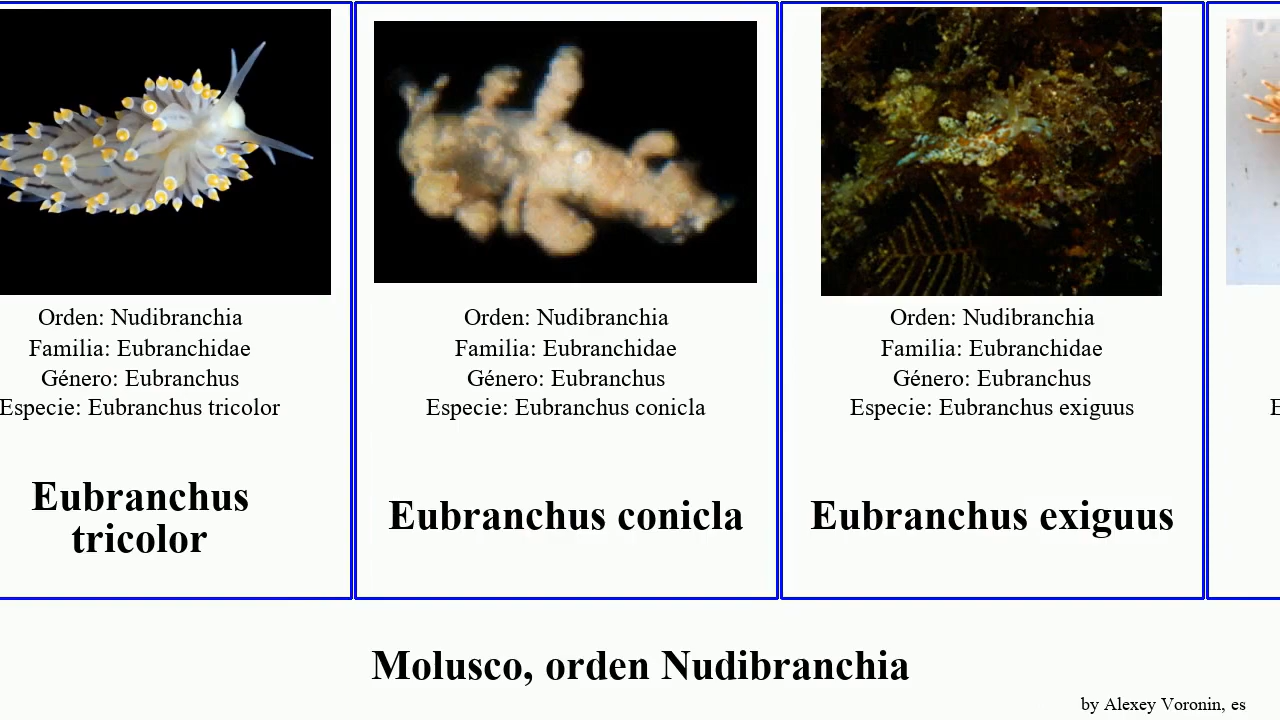 Orden: Nudibranchia
Familia: Eubranchidae
Género: Eubranchus
Especie: Eubranchus tricolor
Eubranchus
tricolor
Orden: Nudibranchia
Familia: Eubranchidae
Género: Eubranchus
Especie: Eubranchus conicla
Eubranchus conicla
Orden: Nudibranchia
Familia: Eubranchidae
Género: Eubranchus
Especie: Eubranchus exiguus
Eubranchus exiguus
E
Molusco, orden Nudibranchia
by Alexey Voronin, es